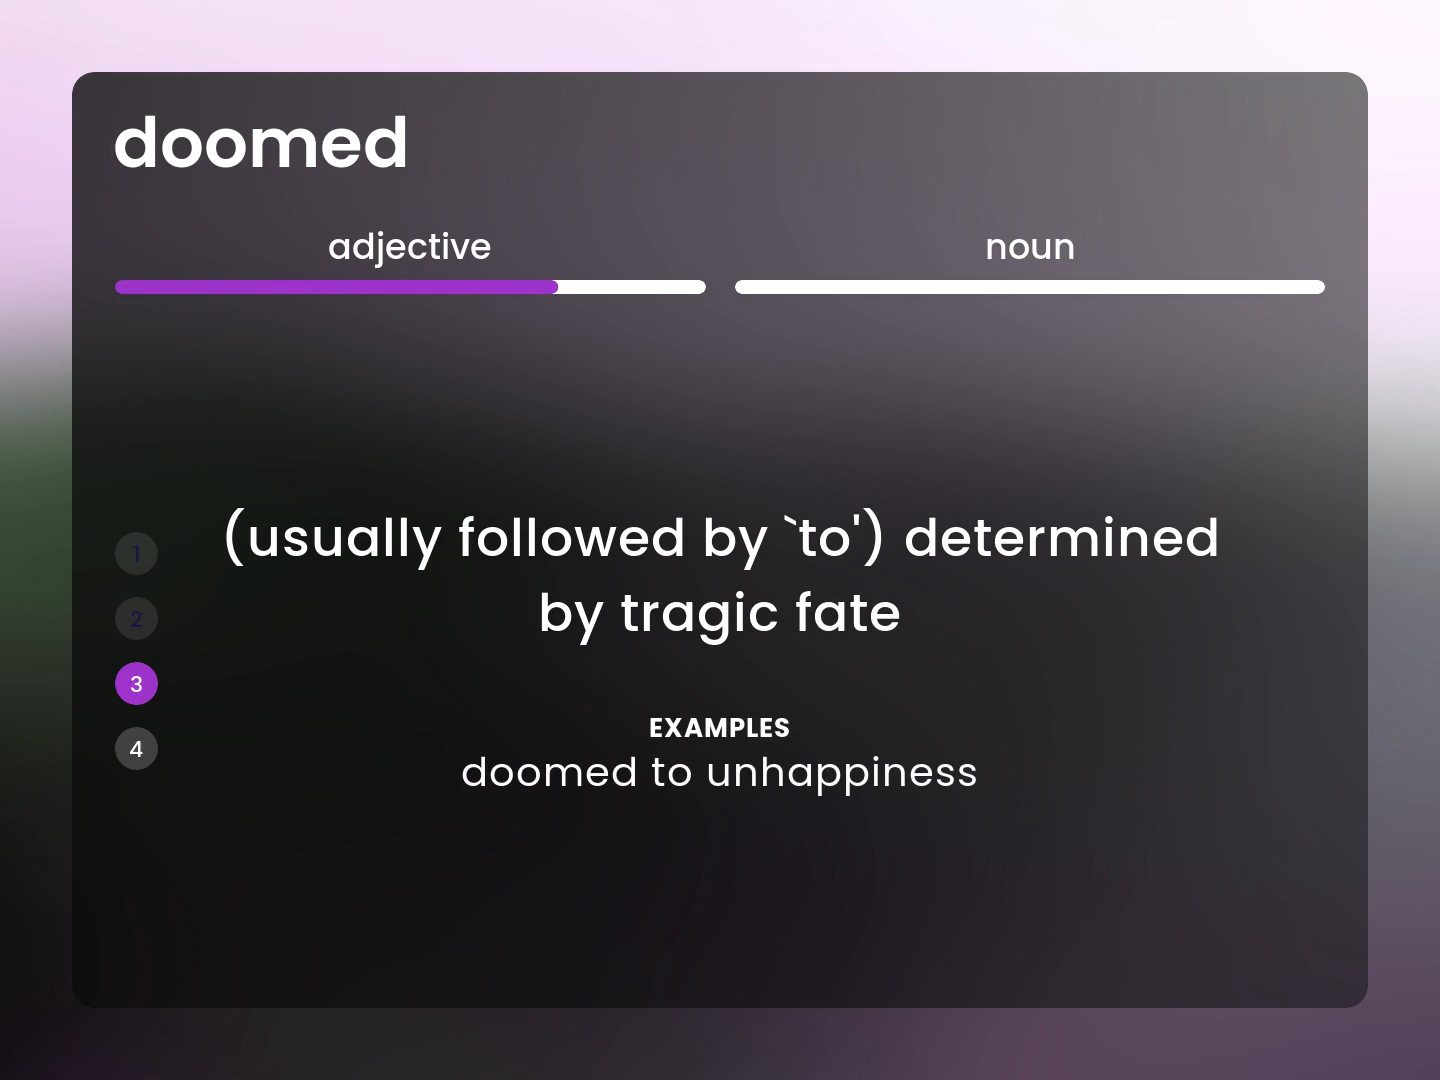 doomed
adjective
noun
(usually followed by `to') determined
by tragic fate
1
2
3
4
EXAMPLES
doomed to unhappiness